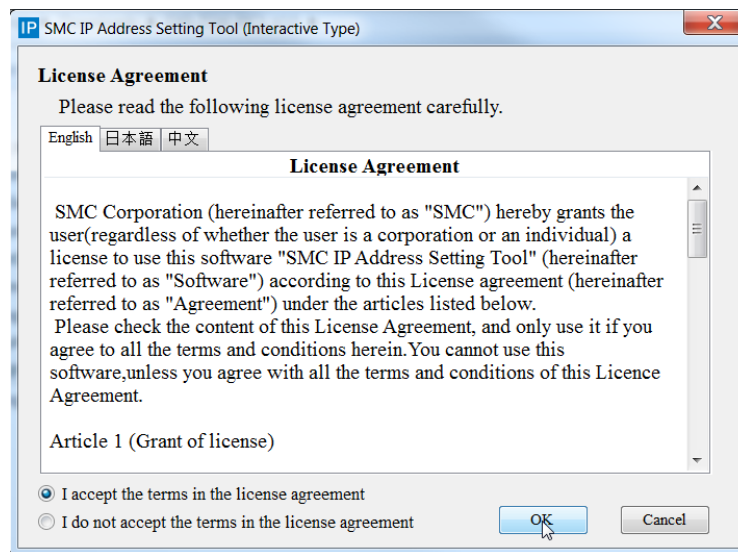 IP SMC IP Address Setting Tool (Interactive Type)
License Agreement
Please read the following license agreement carefully.
English 日本語 中文
License Agreement
SMC Corporation (hereinafter referred to as "SMC") hereby grants the
user(regardless of whether the user is a corporation or an individual) a
license to use this software "SMC IP Address Setting Tool" (hereinafter
referred to as "Software") according to this License agreement (hereinafter
referred to as "Agreement") under the articles listed below.
Please check the content of this License Agreement, and only use it if you
agree to all the terms and conditions herein.You cannot use this
software,unless you agree with all the terms and conditions of this Licence
Agreement.
Article 1 (Grant of license)
I accept the terms in the license agreement
I do not accept the terms in the license agreement
OK Cancel